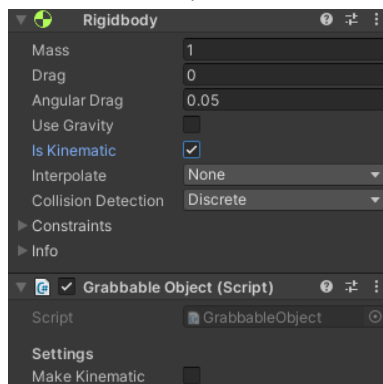 Rigidbody
Mass 1
Drag 0
Angular Drag 0.05
Use Gravity
Is Kinematic
Interpolate None
Collision Detection Discrete
Constraints
Info
Grabbable Object (Script)
Script GrabbableObject
Settings
Make Kinematic